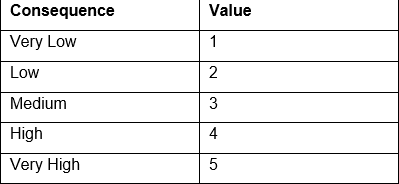 Consequence Value
Very Low 1
Low 2
Medium 3
High 4
Very High 5